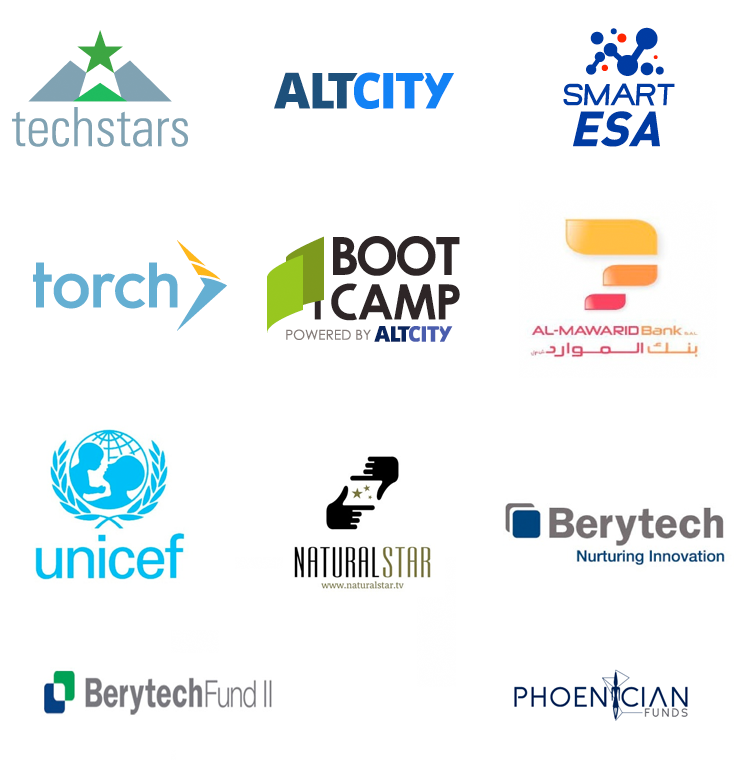 techstars
ALTCITY
SMART
ESA
torch
BOOT
CAMP
POWERED BY ALTCITY
AL-MAWARID Bank S.A.L.
بنك الموارد
unicef
NATURALSTAR
www.naturalstar.tv
Berytech
Nurturing Innovation
BerytechFund II
PHOENICIAN
FUNDS